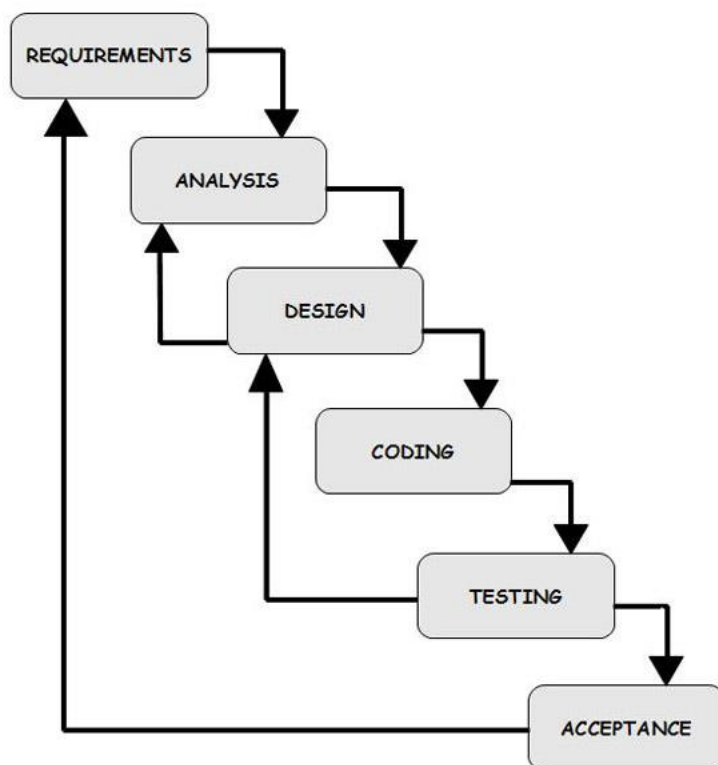 REQUIREMENTS
ANALYSIS
DESIGN
CODING
TESTING
ACCEPTANCE